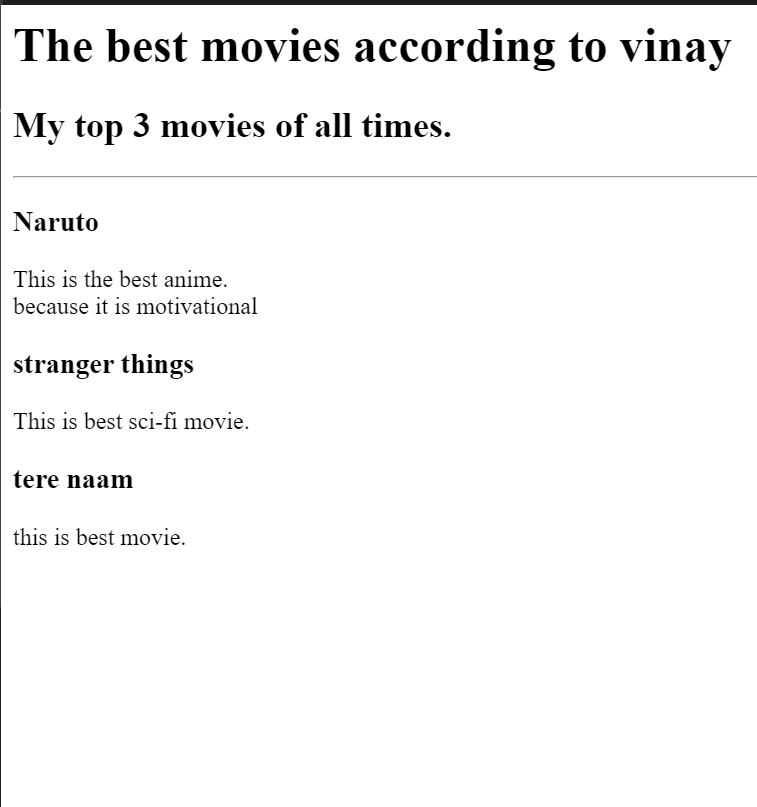 The best movies according to vinay
My top 3 movies of all times.
Naruto
This is the best anime.
because it is motivational
stranger things
This is best sci-fi movie.
tere naam
this is best movie.